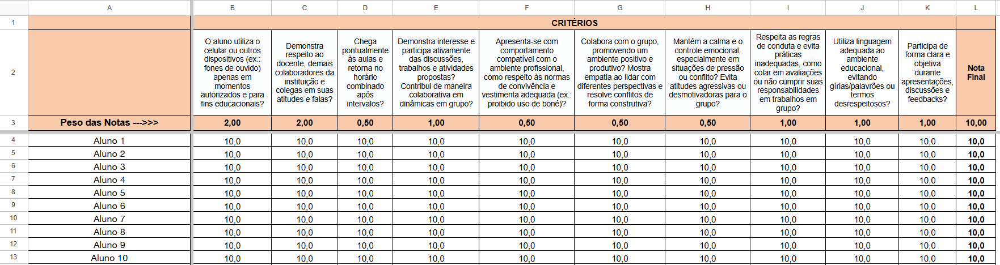 A B C D E F G H I J K L
1 CRITÉRIOS
2
O aluno utiliza o
celular ou outros
dispositivos (ex.:
fones de ouvido)
apenas em
momentos
autorizados e para
fins educacionais?
Demonstra
respeito ao
docente, demais
colaboradores da
instituição e
colegas em suas
atitudes e falas?
Chega
pontualmente
às aulas e
retorna no
horário
combinado
após
intervalos?
Demonstra interesse e
participa ativamente
das discussões,
trabalhos e atividades
propostas?
Contribui de maneira
colaborativa em
dinâmicas em grupo?
Apresenta-se com
comportamento
compatível com o
ambiente profissional,
como respeito às normas
de convivência e
vestimenta adequada (ex.:
proibido uso de boné)?
Colabora com o grupo,
promovendo um
ambiente positivo e
produtivo? Mostra
empatia ao lidar com
diferentes perspectivas e
resolve conflitos de
forma construtiva?
Mantém a calma e o
controle emocional,
especialmente em
situações de pressão
ou conflito? Evita
atitudes agressivas ou
desmotivadoras para o
grupo?
Respeita as regras
de conduta e evita
práticas
inadequadas, como
colar em avaliações
ou não cumprir suas
responsabilidades
em trabalhos em
grupo?
Utiliza linguagem
adequada ao
ambiente
educacional,
evitando
gírias/palavrões ou
termos
desrespeitosos?
Participa de
forma clara e
objetiva
durante
apresentações,
discussões e
feedbacks?
Nota
Final
3 Peso das Notas --->>> 2,00 2,00 0,50 1,00 0,50 0,50 0,50 1,00 1,00 1,00 10,00
4 Aluno 1 10,0 10,0 10,0 10,0 10,0 10,0 10,0 10,0 10,0 10,0 10,0
5 Aluno 2 10,0 10,0 10,0 10,0 10,0 10,0 10,0 10,0 10,0 10,0 10,0
6 Aluno 3 10,0 10,0 10,0 10,0 10,0 10,0 10,0 10,0 10,0 10,0 10,0
7 Aluno 4 10,0 10,0 10,0 10,0 10,0 10,0 10,0 10,0 10,0 10,0 10,0
8 Aluno 5 10,0 10,0 10,0 10,0 10,0 10,0 10,0 10,0 10,0 10,0 10,0
9 Aluno 6 10,0 10,0 10,0 10,0 10,0 10,0 10,0 10,0 10,0 10,0 10,0
10 Aluno 7 10,0 10,0 10,0 10,0 10,0 10,0 10,0 10,0 10,0 10,0 10,0
11 Aluno 8 10,0 10,0 10,0 10,0 10,0 10,0 10,0 10,0 10,0 10,0 10,0
12 Aluno 9 10,0 10,0 10,0 10,0 10,0 10,0 10,0 10,0 10,0 10,0 10,0
13 Aluno 10 10,0 10,0 10,0 10,0 10,0 10,0 10,0 10,0 10,0 10,0 10,0